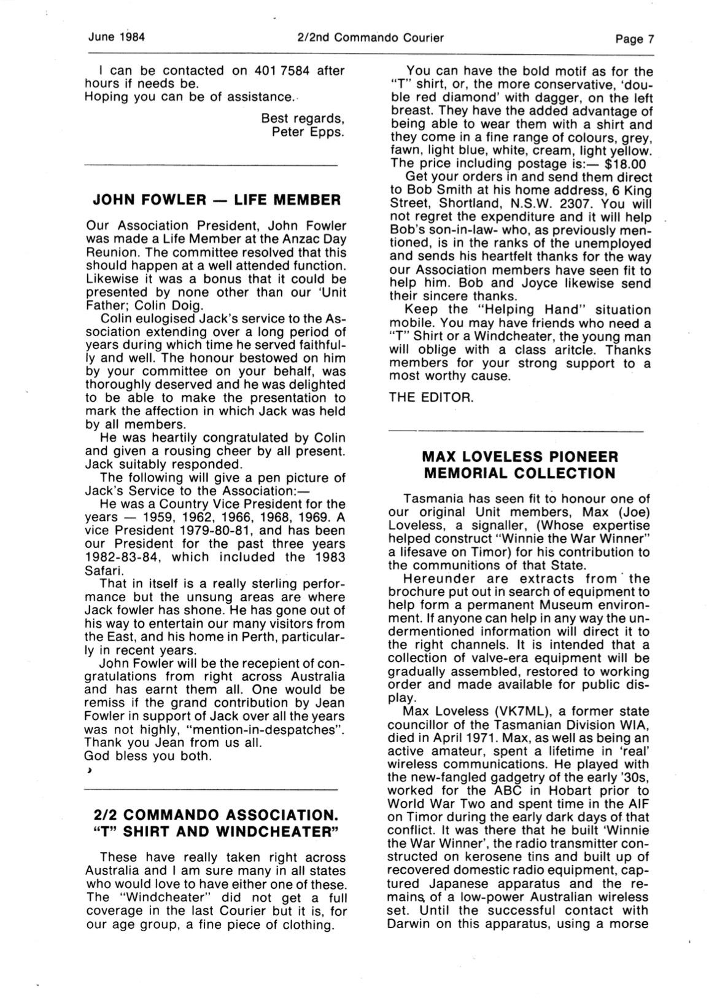 June 1984
2/2nd Commando Courier
Page 7
I can be contacted on 401 7584 after
hours if needs be.
Hoping you can be of assistance.
Best regards,
Peter Epps.
JOHN FOWLER — LIFE MEMBER
Our Association President, John Fowler
was made a Life Member at the Anzac Day
Reunion. The committee resolved that this
should happen at a well attended function.
Likewise it was a bonus that it could be
presented by none other than our 'Unit
Father; Colin Doig.
Colin eulogised Jack's service to the As-
sociation extending over a long period of
years during which time he served faithful-
ly and well. The honour bestowed on him
by your committee on your behalf, was
thoroughly deserved and he was delighted
to be able to make the presentation to
mark the affection in which Jack was held
by all members.
He was heartily congratulated by Colin
and given a rousing cheer by all present.
Jack suitably responded.
The following will give a pen picture of
Jack's Service to the Association:—
He was a Country Vice President for the
years — 1959, 1962, 1966, 1968, 1969. A
vice President 1979-80-81, and has been
our President for the past three years
1982-83-84, which included the 1983
Safari.
That in itself is a really sterling perfor-
mance but the unsung areas are where
Jack fowler has shone. He has gone out of
his way to entertain our many visitors from
the East, and his home in Perth, particular-
ly in recent years.
John Fowler will be the recepient of con-
gratulations from right across Australia
and has earnt them all. One would be
remiss if the grand contribution by Jean
Fowler in support of Jack over all the years
was not highly, "mention-in-despatches".
Thank you Jean from us all.
God bless you both.
2/2 COMMANDO ASSOCIATION.
"T" SHIRT AND WINDCHEATER"
These have really taken right across
Australia and I am sure many in all states
who would love to have either one of these.
The "Windcheater" did not get a full
coverage in the last Courier but it is, for
our age group, a fine piece of clothing.
You can have the bold motif as for the
"T" shirt, or, the more conservative, 'dou-
ble red diamond' with dagger, on the left
breast. They have the added advantage of
being able to wear them with a shirt and
they come in a fine range of colours, grey,
fawn, light blue, white, cream, light yellow.
The price including postage is:— $18.00
Get your orders in and send them direct
to Bob Smith at his home address, 6 King
Street, Shortland, N.S.W. 2307. You will
not regret the expenditure and it will help
Bob's son-in-law- who, as previously men-
tioned, is in the ranks of the unemployed
and sends his heartfelt thanks for the way
our Association members have seen fit to
help him. Bob and Joyce likewise send
their sincere thanks.
Keep the "Helping Hand" situation
mobile. You may have friends who need a
"T" Shirt or a Windcheater, the young man
will oblige with a class aritcle. Thanks
members for your strong support to a
most worthy cause.
THE EDITOR.
MAX LOVELESS PIONEER
MEMORIAL COLLECTION
Tasmania has seen fit to honour one of
our original Unit members, Max (Joe)
Loveless, a signaller, (Whose expertise
helped construct "Winnie the War Winner"
a lifesave on Timor) for his contribution to
the communitions of that State.
Hereunder are extracts from the
brochure put out in search of equipment to
help form a permanent Museum environ-
ment. If anyone can help in any way the un-
dermentioned information will direct it to
the right channels. It is intended that a
collection of valve-era equipment will be
gradually assembled, restored to working
order and made available for public dis-
play.
Max Loveless (VK7ML), a former state
councillor of the Tasmanian Division WIA,
died in April 1971. Max, as well as being an
active amateur, spent a lifetime in 'real'
wireless communications. He played with
the new-fangled gadgetry of the early '30s,
worked for the ABC in Hobart prior to
World War Two and spent time in the AIF
on Timor during the early dark days of that
conflict. It was there that he built 'Winnie
the War Winner', the radio transmitter con-
structed on kerosene tins and built up of
recovered domestic radio equipment, cap-
tured Japanese apparatus and the re-
mains of a low-power Australian wireless
set. Until the successful contact with
Darwin on this apparatus, using a morse